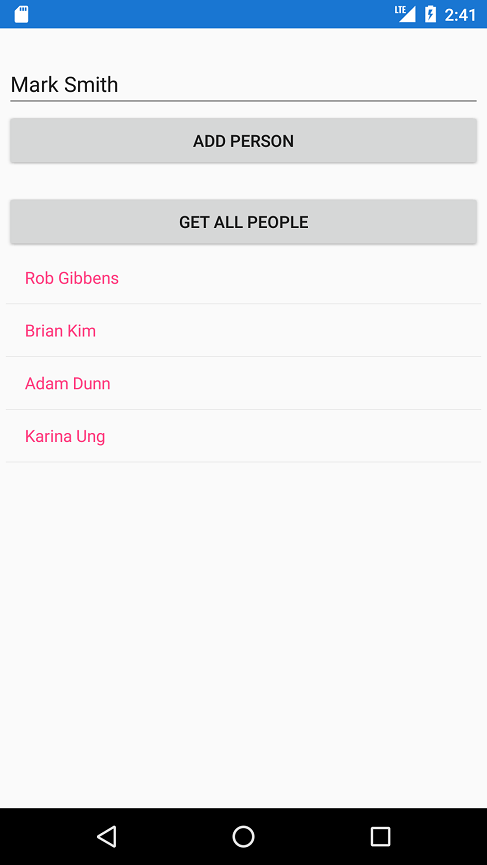 LTE 2:41
Mark Smith
ADD PERSON
GET ALL PEOPLE
Rob Gibbens
Brian Kim
Adam Dunn
Karina Ung